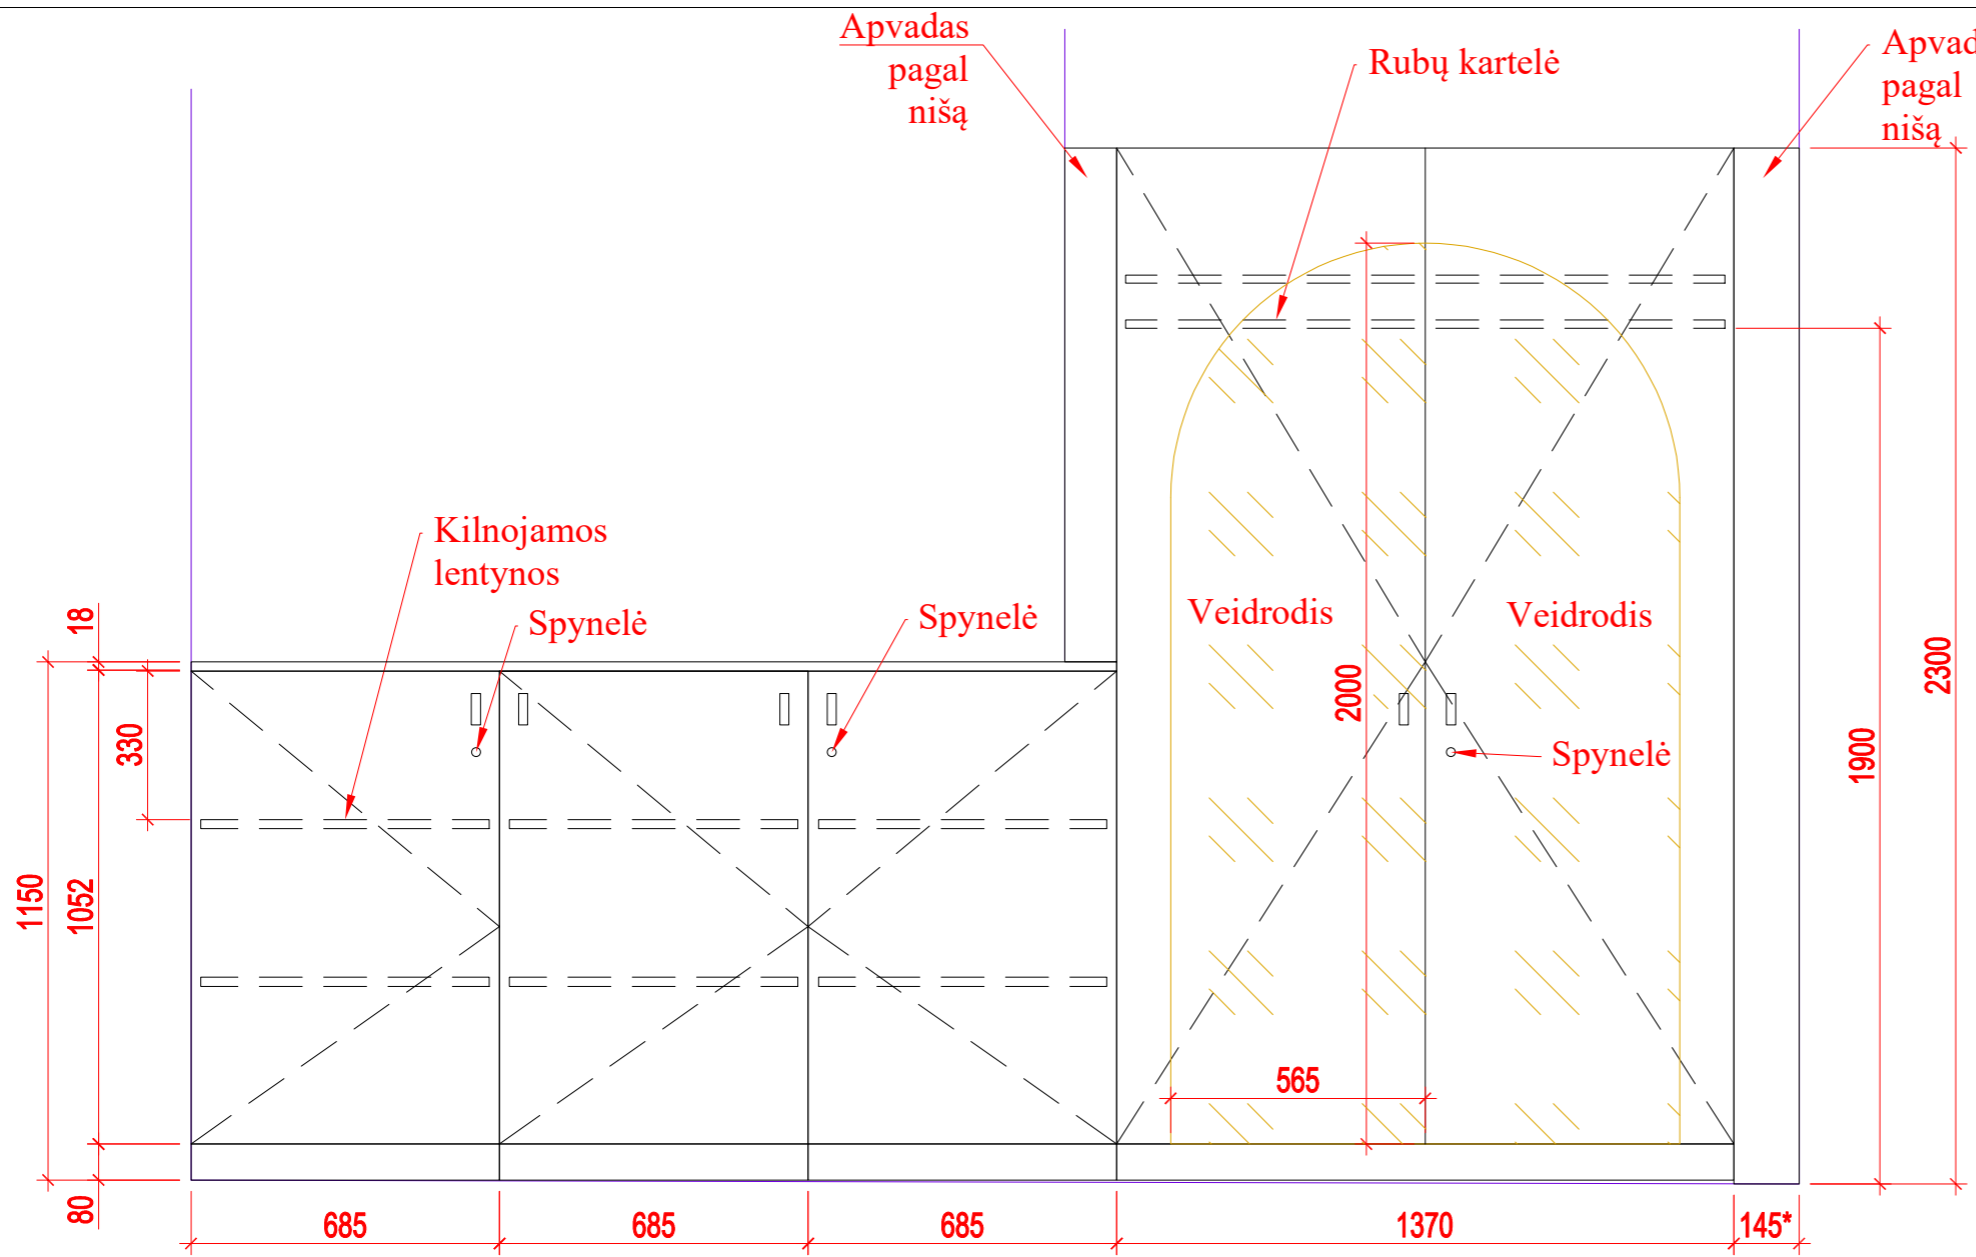 Apvadas
pagal
nišą
Rubų kartelė
Apvad
pagal
nišą
Kilnojamos
lentynos
Spynelė
Spynelė
Veidrodis
Veidrodis
Spynelė
18
330
1150
1052
80
2000
565
1900
2300
685
685
685
1370
145*